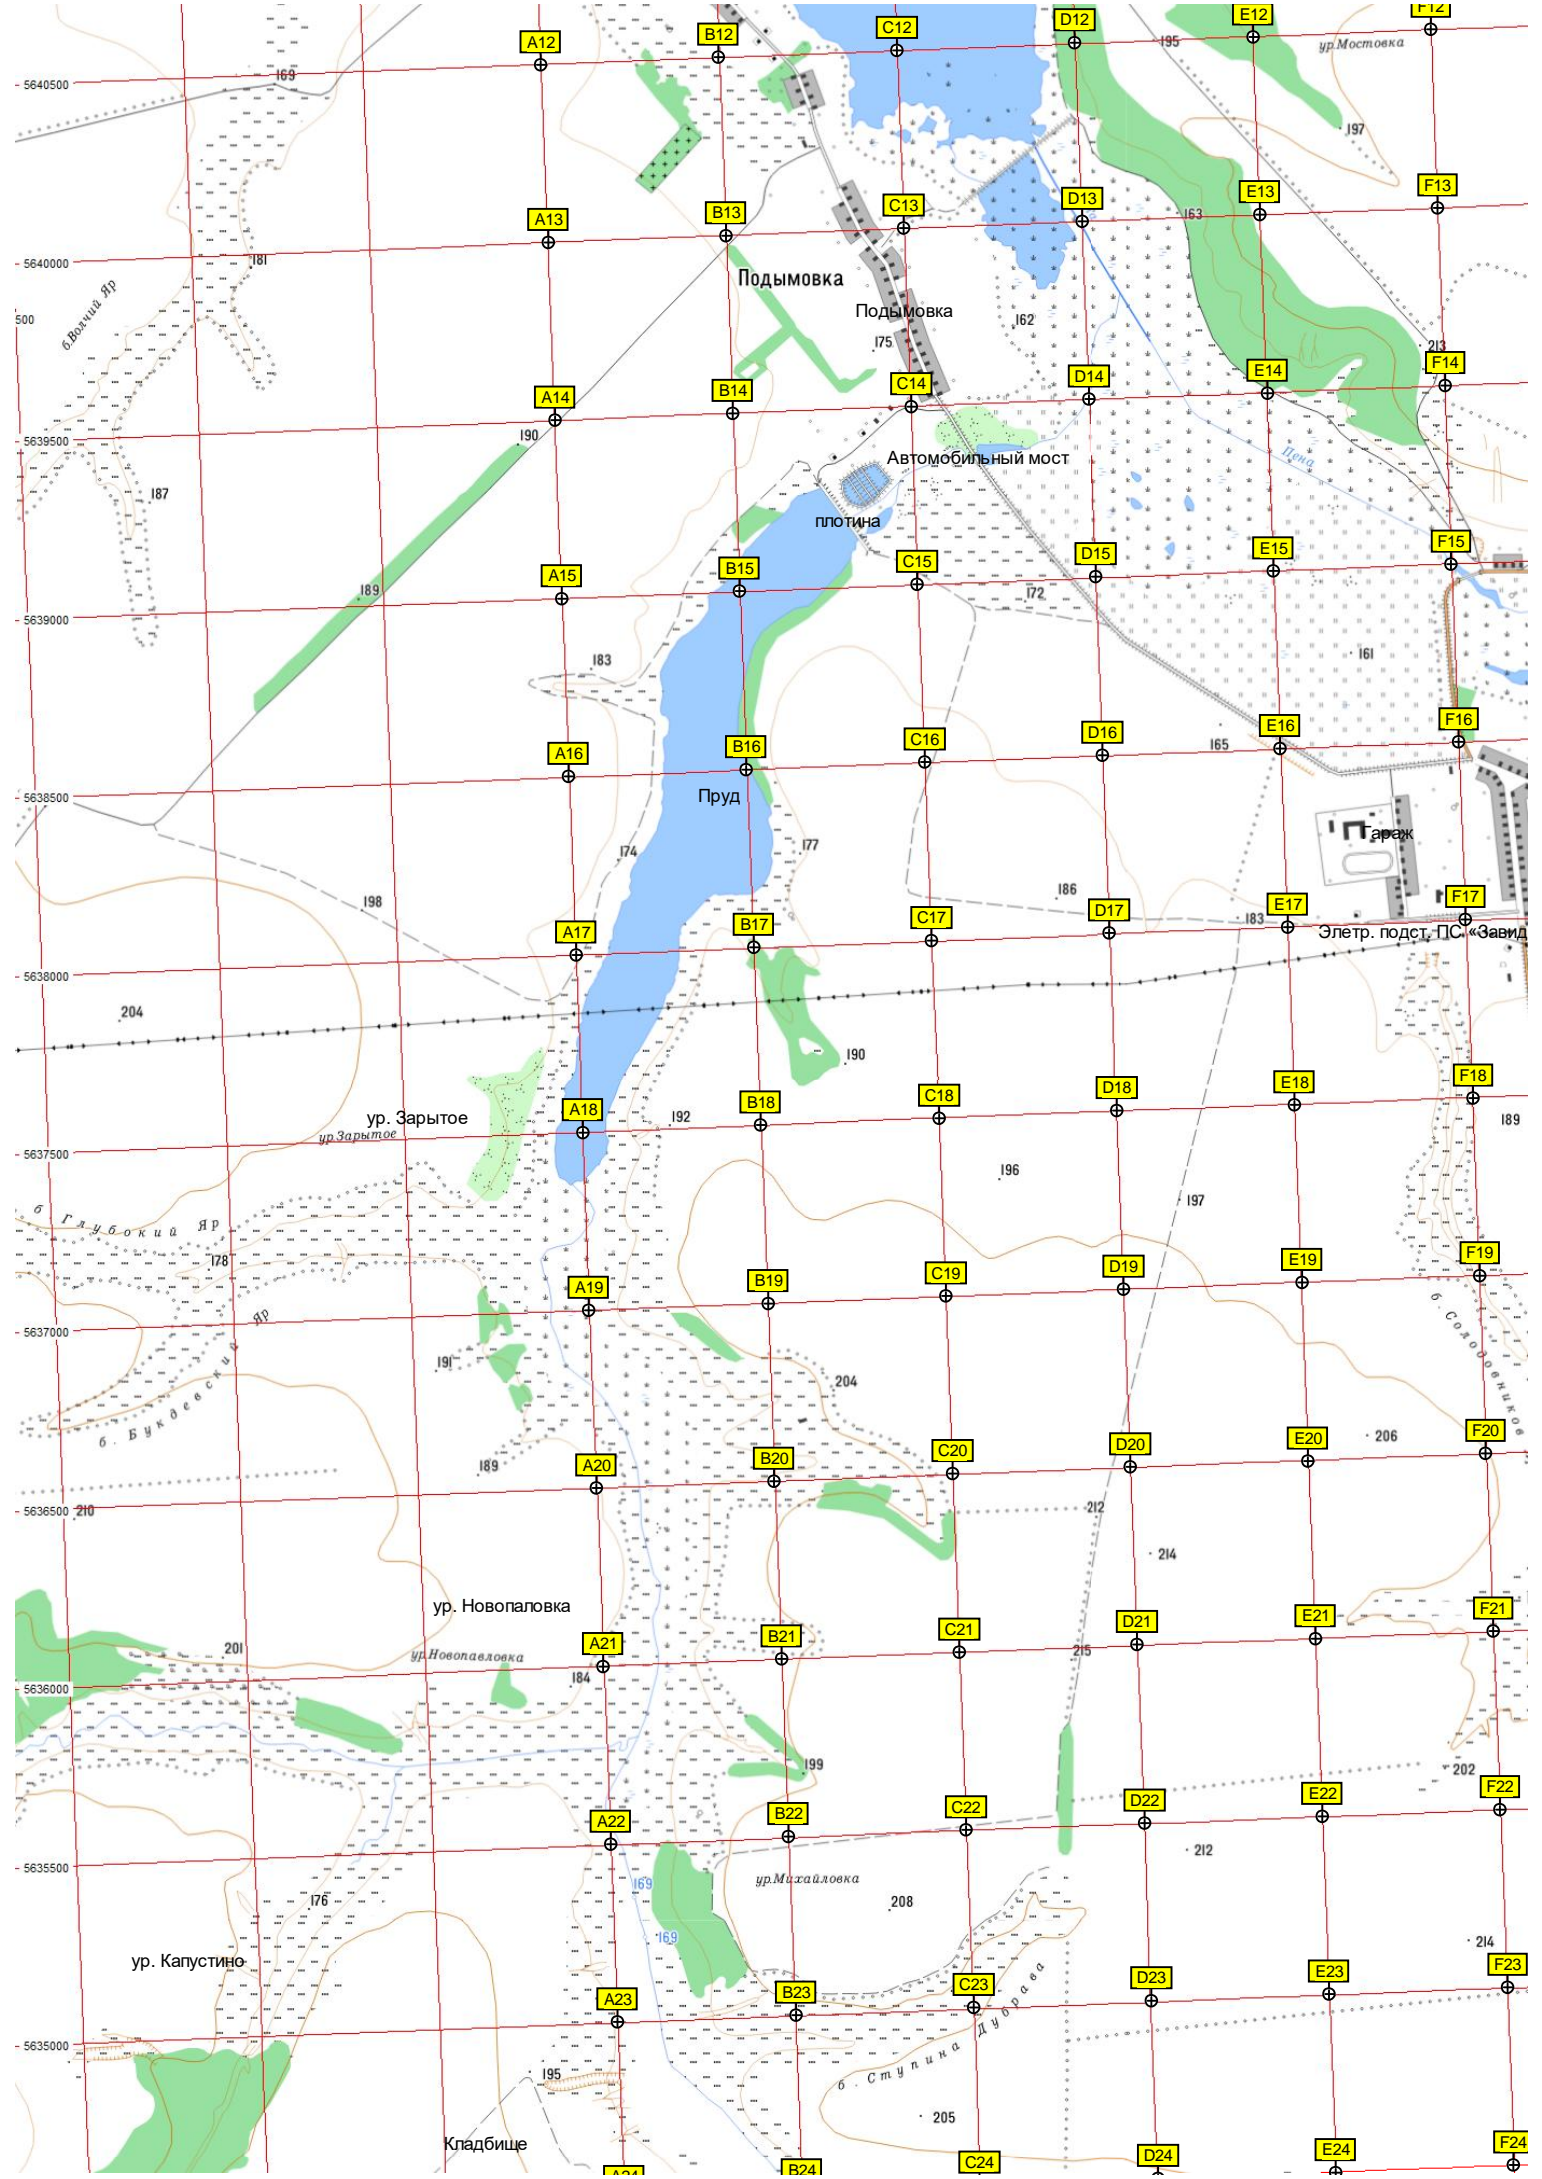 A12 B12 C12 D12 E12 F12
195
ур.Мостовка
5640500
169
197
A13 B13 C13 D13 E13 F13
163
5640000
181
Подымовка
б.Волчий Яр
500
Подымовка
162
175
213
A14 B14 C14 D14 E14 F14
5639500
190
Автомобильный мост
Пена
187
плотина
A15 B15 C15 D15 E15 F15
189
172
5639000
183
161
A16 B16 C16 D16 E16 F16
165
5638500
Пруд
Гараж
174
177
186
198
A17 B17 C17 D17 E17 F17
183
Элетр. подст. ПС «Завид
5638000
204
190
A18 B18 C18 D18 E18 F18
ур. Зарытое
192
189
ур.Зарытое
5637500
196
197
б Глубокий Яр
178
A19 B19 C19 D19 E19 F19
5637000
б. Букдевский Яр
б. Солодовников
191
204
A20 B20 C20 D20 E20 F20
206
189
5636500
210
212
214
ур. Новопаловка
A21 B21 C21 D21 E21 F21
201
ур.Новопавловка
184
215
5636000
199
202
A22 B22 C22 D22 E22 F22
212
5635500
ур.Михайловка
169
176
208
169
214
ур. Капустино
A23 B23 C23 D23 E23 F23
б. Ступина Дубрава
5635000
195
205
Кладбище
A24 B24 C24 D24 E24 F24